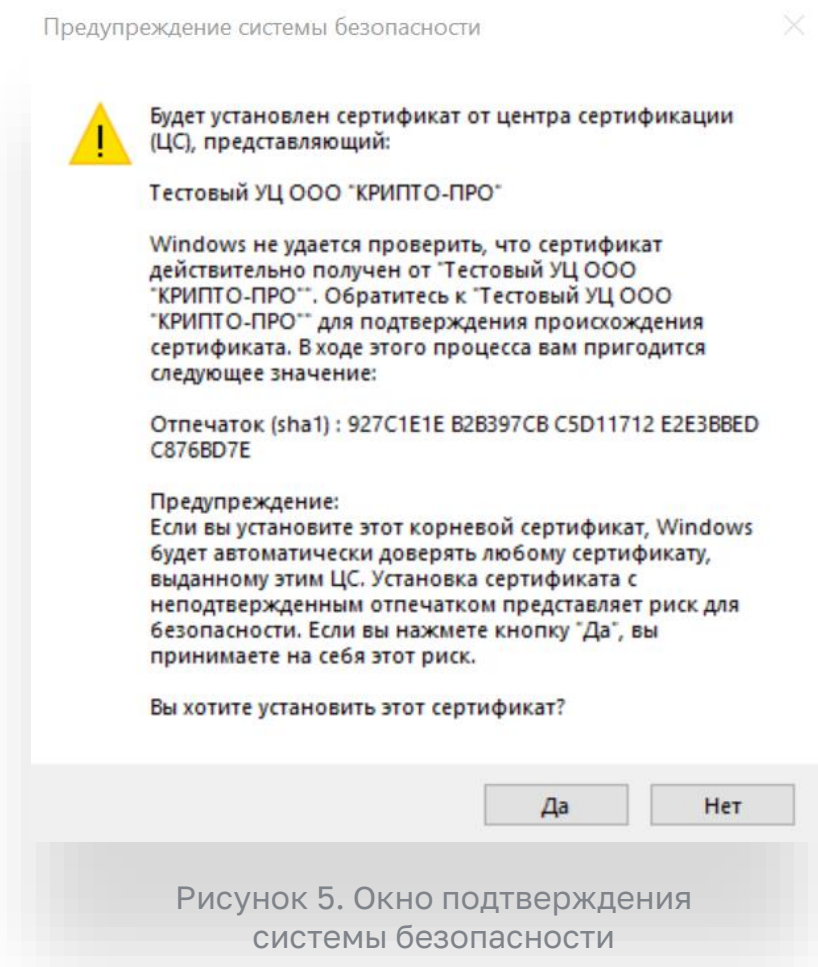 Предупреждение системы безопасности
Будет установлен сертификат от центра сертификации
(ЦС), представляющий:
Тестовый УЦ ООО "КРИПТО-ПРО"
Windows не удается проверить, что сертификат
действительно получен от "Тестовый УЦ ООО
"КРИПТО-ПРО"". Обратитесь к "Тестовый УЦ ООО
"КРИПТО-ПРО"" для подтверждения происхождения
сертификата. В ходе этого процесса вам пригодится
следующее значение:
Отпечаток (sha1) : 927C1E1E B2B397CB C5D11712 E2E3BBED
C876BD7E
Предупреждение:
Если вы установите этот корневой сертификат, Windows
будет автоматически доверять любому сертификату,
выданному этим ЦС. Установка сертификата с
неподтвержденным отпечатком представляет риск для
безопасности. Если вы нажмете кнопку "Да", вы
принимаете на себя этот риск.
Вы хотите установить этот сертификат?
Да Нет
Рисунок 5. Окно подтверждения
системы безопасности